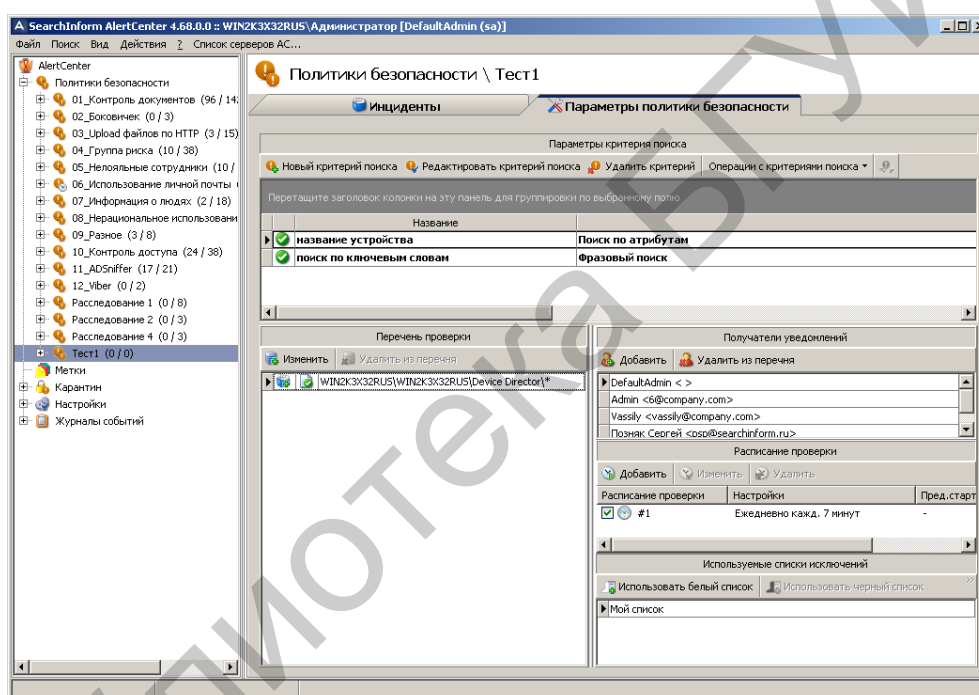 SearchInform AlertCenter 4.68.0.0 :: WIN2K3X32RUS\Администратор [DefaultAdmin (sa)]
Файл Поиск Вид Действия ? Список серверов AC...
AlertCenter
Политики безопасности
01_Контроль документов (96 / 14
02_Боковичек (0 / 3)
03_Upload файлов по HTTP (3 / 15)
04_Группа риска (10 / 38)
05_Нелояльные сотрудники (10 /
06_Использование личной почты
07_Информация о людях (2 / 18)
08_Нерациональное использовани
09_Разное (3 / 8)
10_Контроль доступа (24 / 38)
11_ADSniffer (17 / 21)
12_Viber (0 / 2)
Расследование 1 (0 / 8)
Расследование 2 (0 / 3)
Расследование 4 (0 / 3)
Тест1 (0 / 0)
Метки
Карантин
Настройки
Журналы событий
Политики безопасности \ Тест1
Инциденты
Параметры политики безопасности
Параметры критерия поиска
Новый критерий поиска Редактировать критерий поиска Удалить критерий Операции с критериями поиска
Перетащите заголовок колонки на эту панель для группировки по выбранному полю
Название
название устройства Поиск по атрибутам
поиск по ключевым словам Фразовый поиск
Перечень проверки
Изменить Удалить из перечня
WIN2K3X32RUS\WIN2K3X32RUS\Device Director\*
Получатели уведомлений
Добавить Удалить из перечня
DefaultAdmin < >
Admin <6@company.com>
Vassily <vassily@company.com>
Позняк Сергей <psp@searchinform.ru>
Расписание проверки
Добавить Изменить Удалить
Расписание проверки Настройки Пред.старт
#1 Ежедневно кажд. 7 минут -
Используемые списки исключений
Использовать белый список Использовать черный список
Мой список